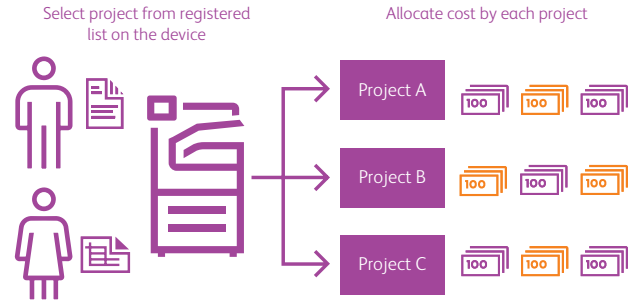 Select project from registered
list on the device
Allocate cost by each project
Project A
100 100 100
Project B
100 100 100
Project C
100 100 100